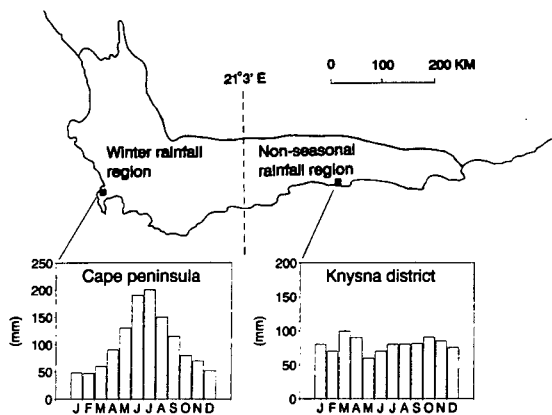 21°3' E
0 100 200 KM
Winter rainfall
region
Non-seasonal
rainfall region
Cape peninsula
250
200
150
100
50
0
(mm)
J F M A M J J A S O N D
Knysna district
200
150
100
50
0
(mm)
J F M A M J J A S O N D